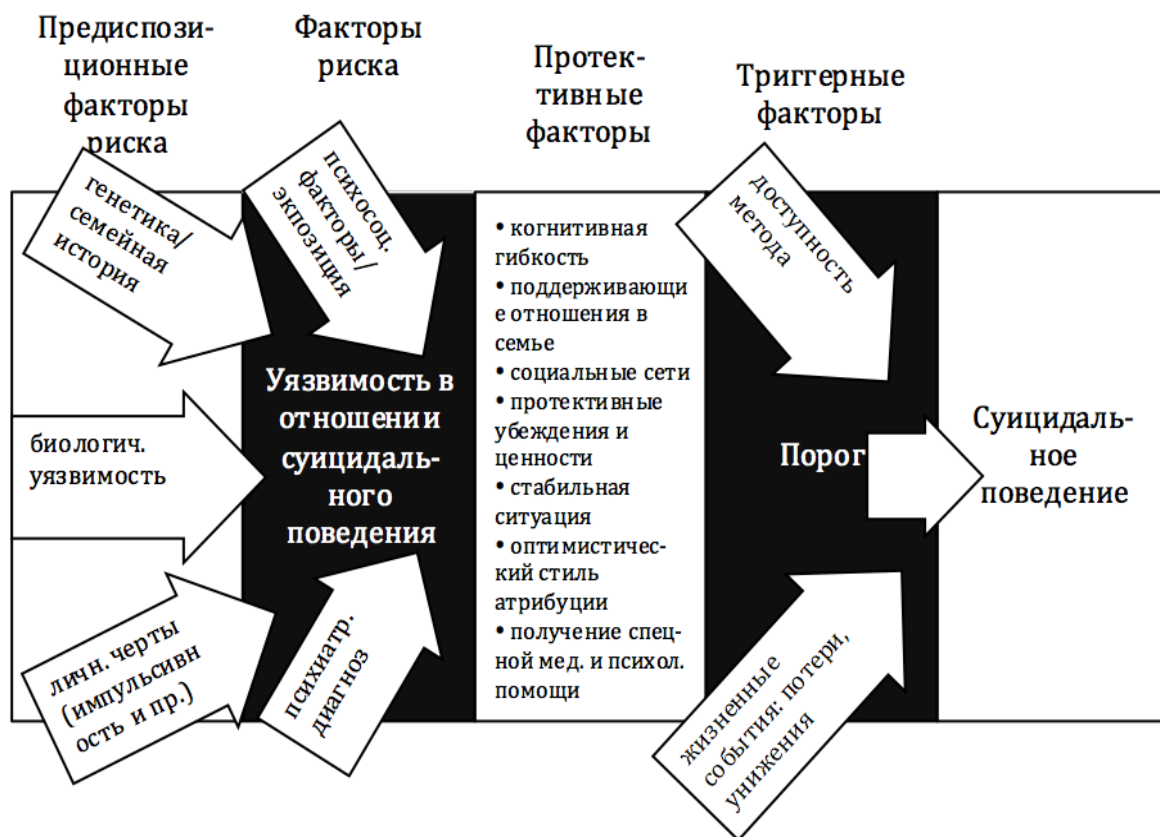 Предиспози-
ционные
факторы
риска
Факторы
риска
Протек-
тивные
факторы
Триггерные
факторы
генетика/
семейная
история
биологич.
уязвимость
личн. черты
(импульсивн
ость и пр.)
психосоц.
факторы/
экпозиция
Уязвимость в
отношении
суицидаль-
ного
поведения
психиатр.
диагноз
• когнитивная
гибкость
• поддерживающи
е отношения в
семье
• социальные сети
• протективные
убеждения и
ценности
• стабильная
ситуация
• оптимистичес-
кий стиль
атрибуции
• получение спец-
ной мед. и психол.
помощи
доступность
метода
Порог
жизненные
события: потери,
унижения
Суицидаль-
ное
поведение